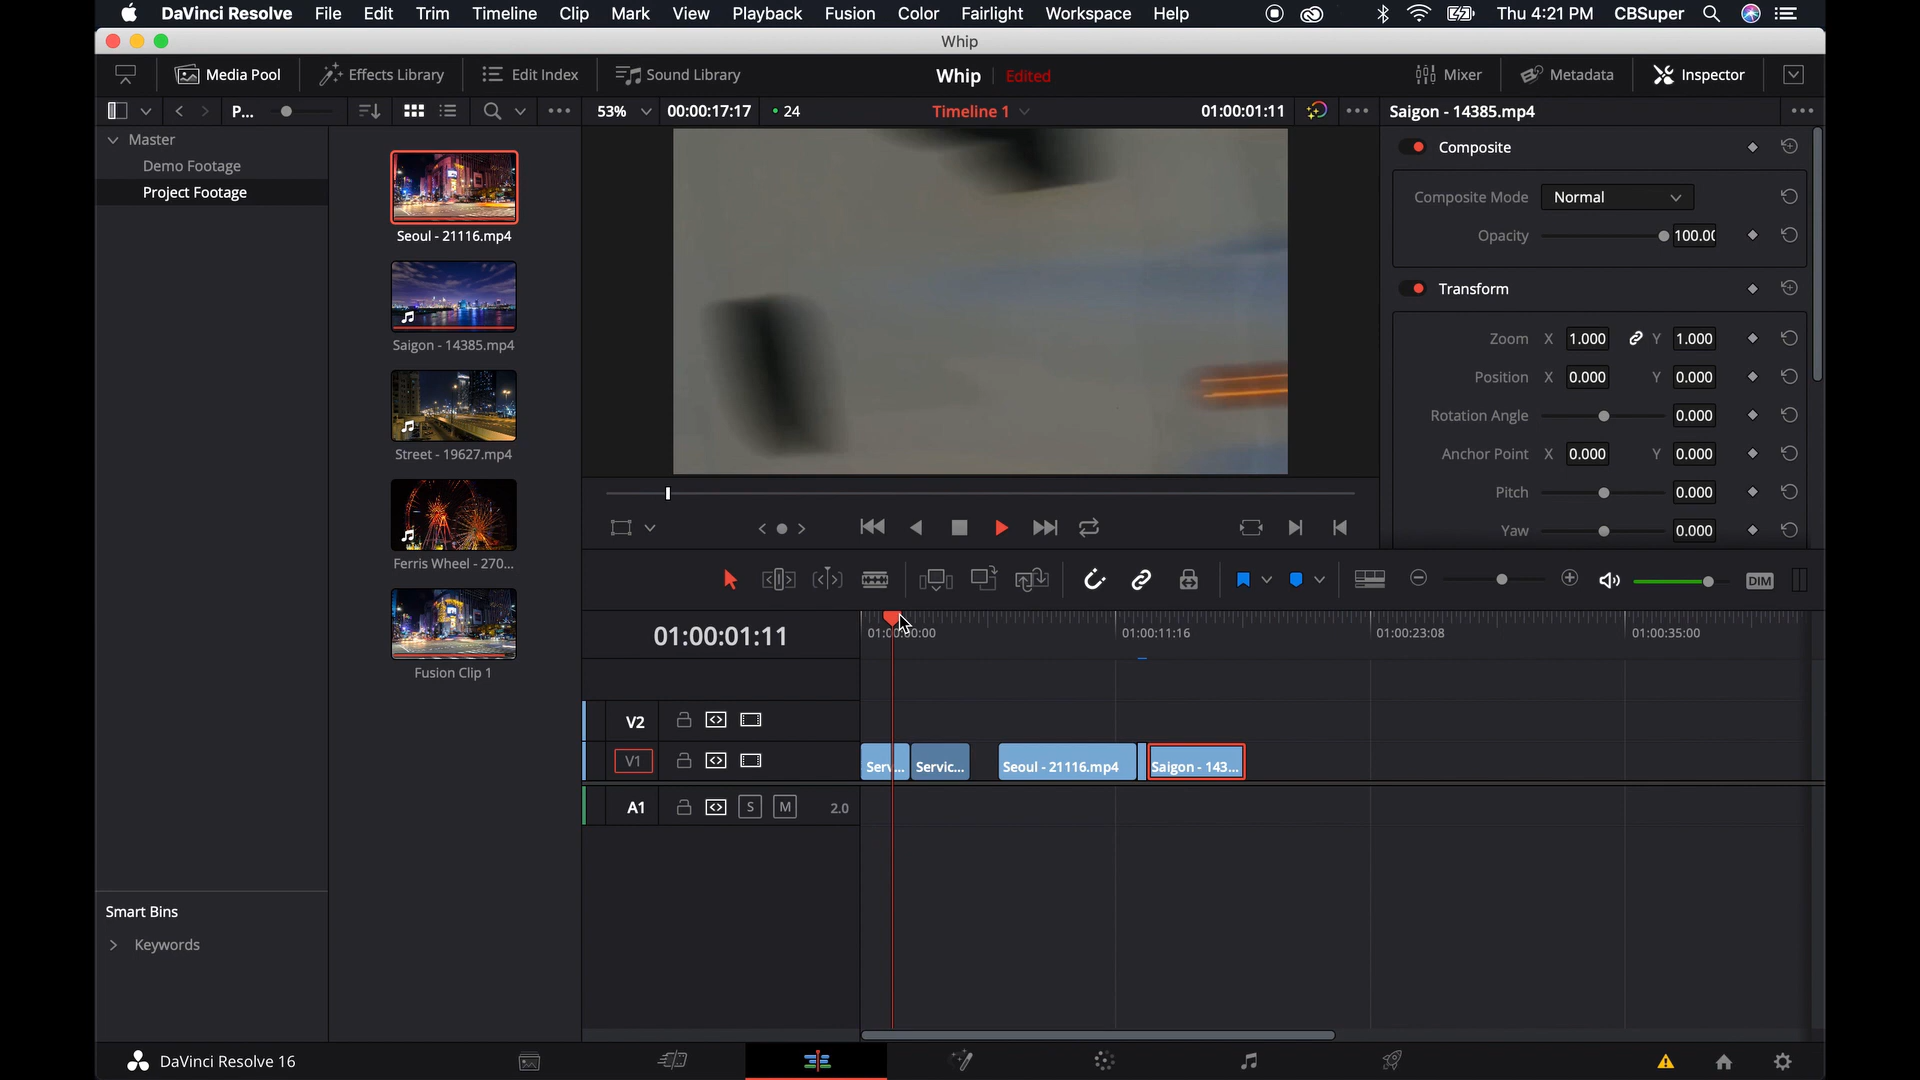 DaVinci Resolve File Edit Trim Timeline Clip Mark View Playback Fusion Color Fairlight Workspace Help Thu 4:21 PM CBSuper
Whip
Media Pool Effects Library Edit Index Sound Library Whip Edited Mixer Metadata Inspector
P... 53% 00:00:17:17 24 Timeline 1 01:00:01:11 Saigon - 14385.mp4
Master
Demo Footage
Project Footage
Seoul - 21116.mp4
Saigon - 14385.mp4
Street - 19627.mp4
Ferris Wheel - 270...
Fusion Clip 1
Composite
Composite Mode Normal
Opacity 100.00
Transform
Zoom X 1.000 Y 1.000
Position X 0.000 Y 0.000
Rotation Angle 0.000
Anchor Point X 0.000 Y 0.000
Pitch 0.000
Yaw 0.000
DIM
01:00:01:11
01:00:00:00 01:00:11:16 01:00:23:08 01:00:35:00
V2
V1 Serv... Servic... Seoul - 21116.mp4 Saigon - 143...
A1 S M 2.0
Smart Bins
Keywords
DaVinci Resolve 16